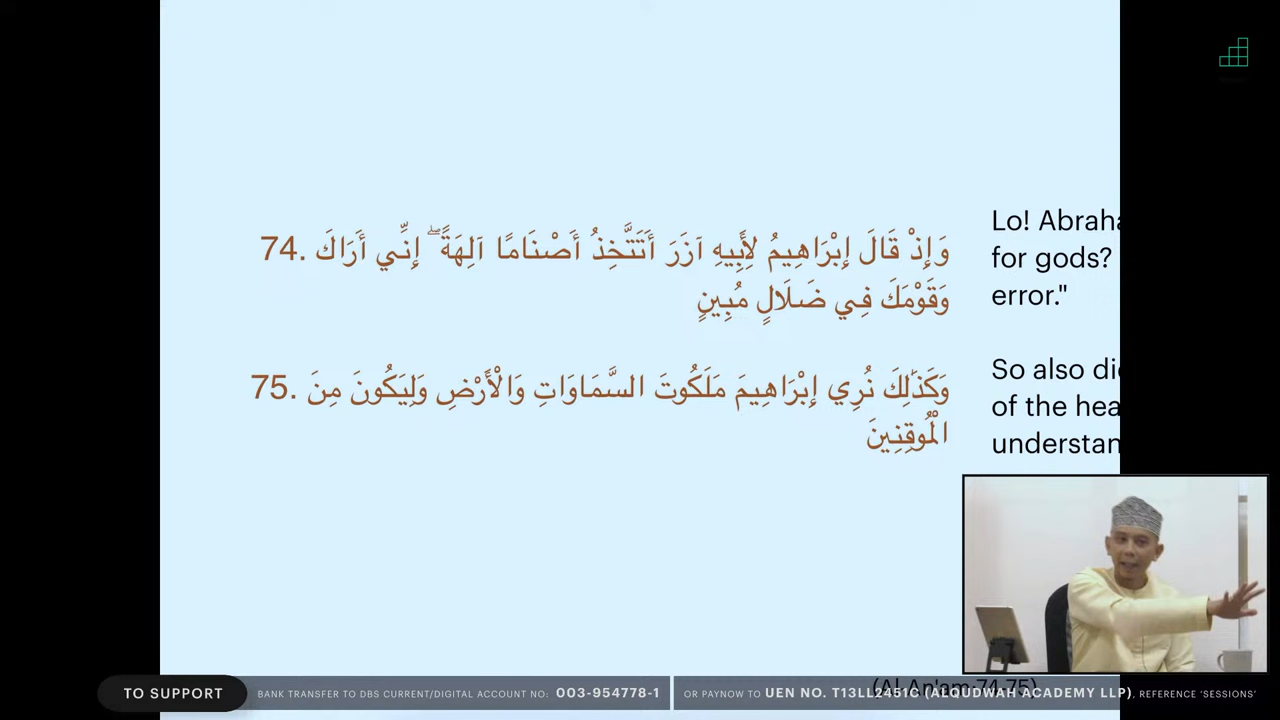 74. وَإِذْ قَالَ إِبْرَاهِيمُ لِأَبِيهِ آزَرَ أَتَتَّخِذُ أَصْنَامًا آلِهَةً ۖ إِنِّي أَرَاكَ
وَقَوْمَكَ فِي ضَلَالٍ مُبِينٍ
75. وَكَذَٰلِكَ نُرِي إِبْرَاهِيمَ مَلَكُوتَ السَّمَاوَاتِ وَالْأَرْضِ وَلِيَكُونَ مِنَ
الْمُوقِنِينَ
Lo! Abraha
for gods?
error."
So also di
of the hea
understan
(Al An'am 74-75)
TO SUPPORT
BANK TRANSFER TO DBS CURRENT/DIGITAL ACCOUNT NO: 003-954778-1
OR PAYNOW TO UEN NO. T13LL2451C (ALQUDWAH ACADEMY LLP), REFERENCE ‘SESSIONS’